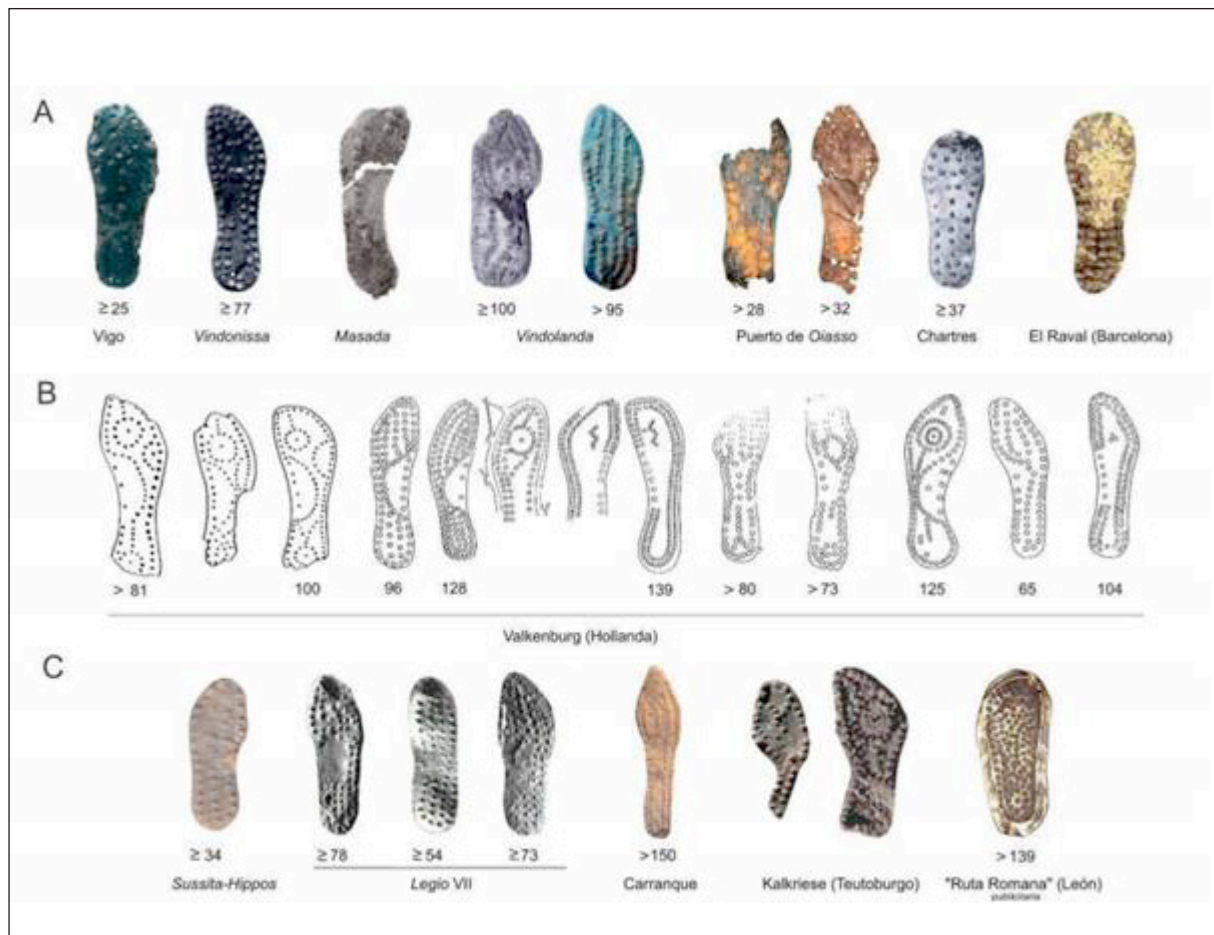 A
≥25 ≥77 ≥100 >95 >28 >32 ≥37
Vigo Vindonissa Masada Vindolanda Puerto de Oiasso Chartres El Raval (Barcelona)
B
> 81 100 96 128 139 > 80 > 73 125 65 104
Valkenburg (Hollanda)
C
≥ 34 ≥78 ≥54 ≥73 >150 > 139
Sussita-Hippos Legio VII Carranque Kalkriese (Teutoburgo) "Ruta Romana" (León)
publicitaria